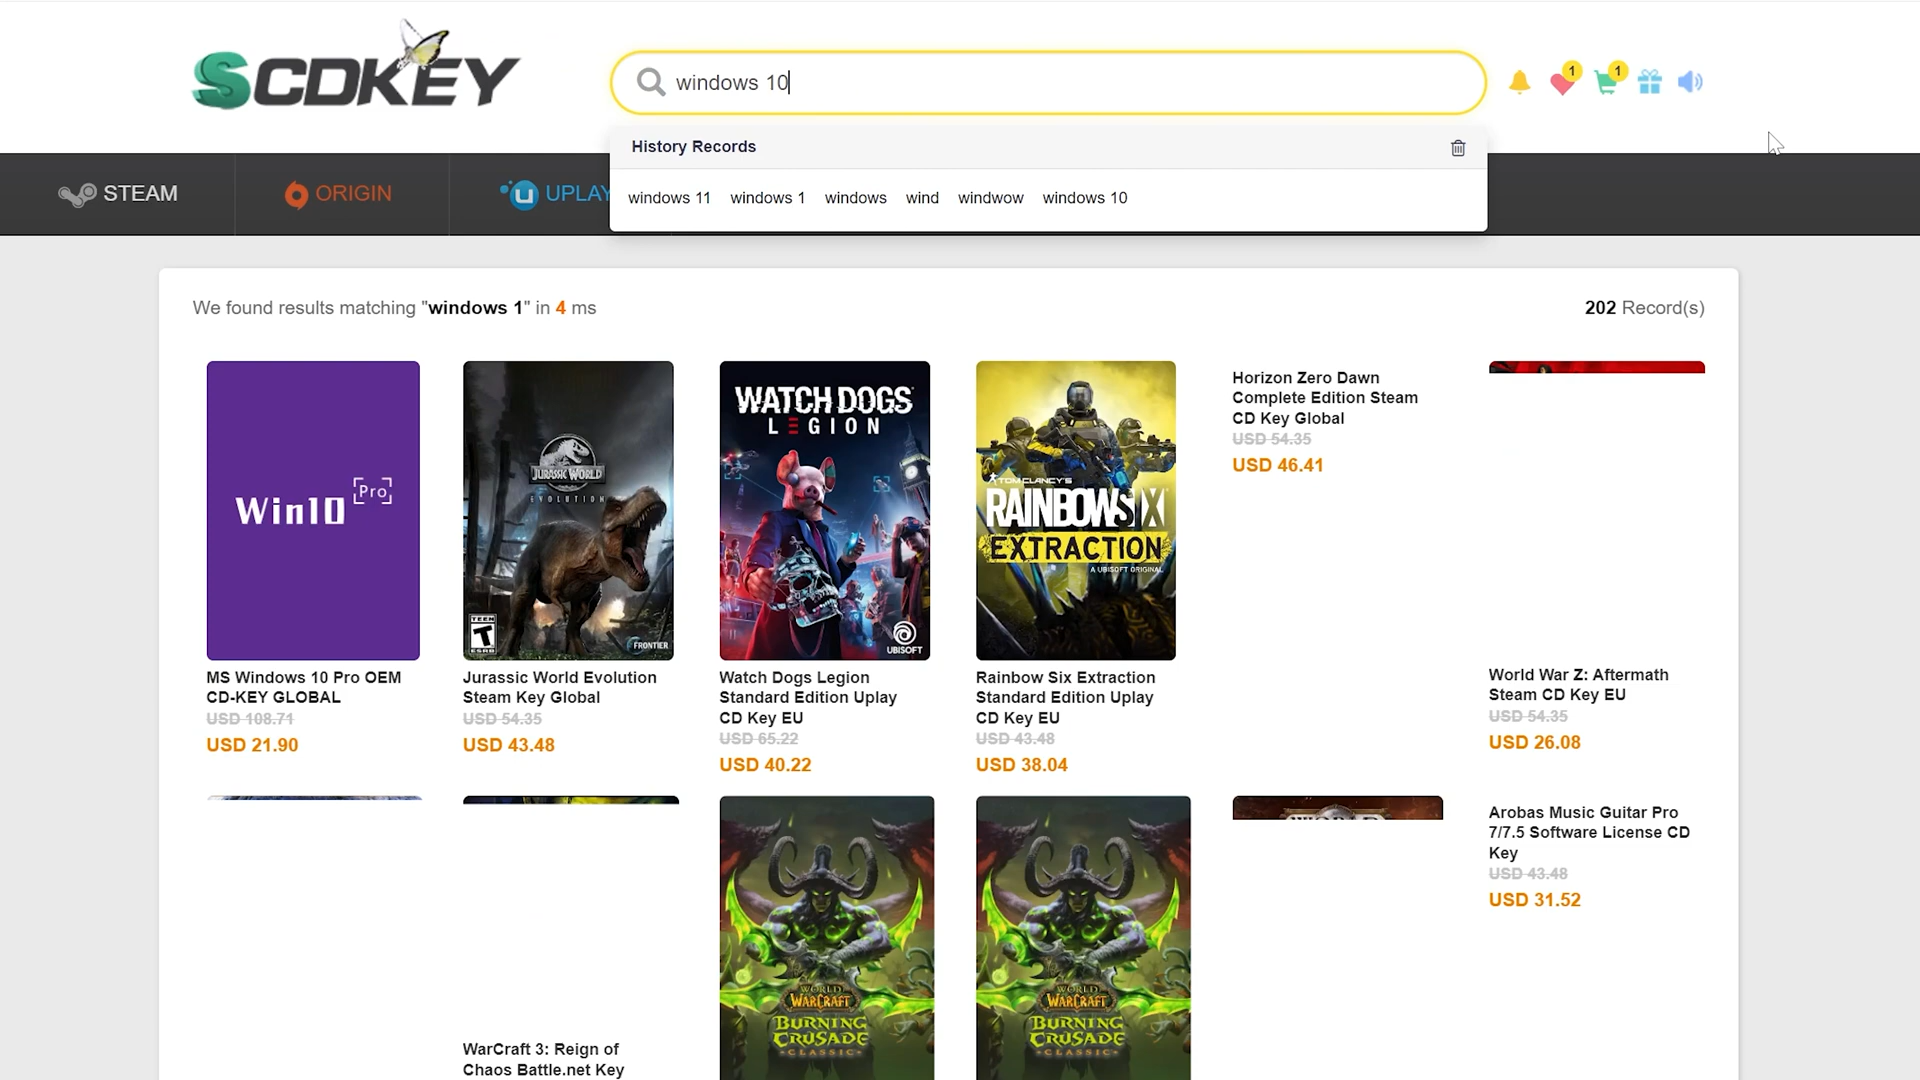 SCDKEY
windows 10
1
1
History Records
windows 11 windows 1 windows wind windwow windows 10
STEAM
ORIGIN
UPLAY
We found results matching "windows 1" in 4 ms
202 Record(s)
Win10 Pro
JURASSIC WORLD
EVOLUTION
TEEN
T
ESRB
FRONTIER
WATCH DOGS
LEGION
UBISOFT
TOM CLANCY'S
RAINBOW SIX
EXTRACTION
A UBISOFT ORIGINAL
MS Windows 10 Pro OEM
CD-KEY GLOBAL
USD 108.71
USD 21.90
Jurassic World Evolution
Steam Key Global
USD 54.35
USD 43.48
Watch Dogs Legion
Standard Edition Uplay
CD Key EU
USD 65.22
USD 40.22
Rainbow Six Extraction
Standard Edition Uplay
CD Key EU
USD 43.48
USD 38.04
Horizon Zero Dawn
Complete Edition Steam
CD Key Global
USD 54.35
USD 46.41
World War Z: Aftermath
Steam CD Key EU
USD 54.35
USD 26.08
WarCraft 3: Reign of
Chaos Battle.net Key
WORLD
WARCRAFT
BURNING
CRUSADE
CLASSIC
WORLD
WARCRAFT
BURNING
CRUSADE
CLASSIC
Arobas Music Guitar Pro
7/7.5 Software License CD
Key
USD 43.48
USD 31.52